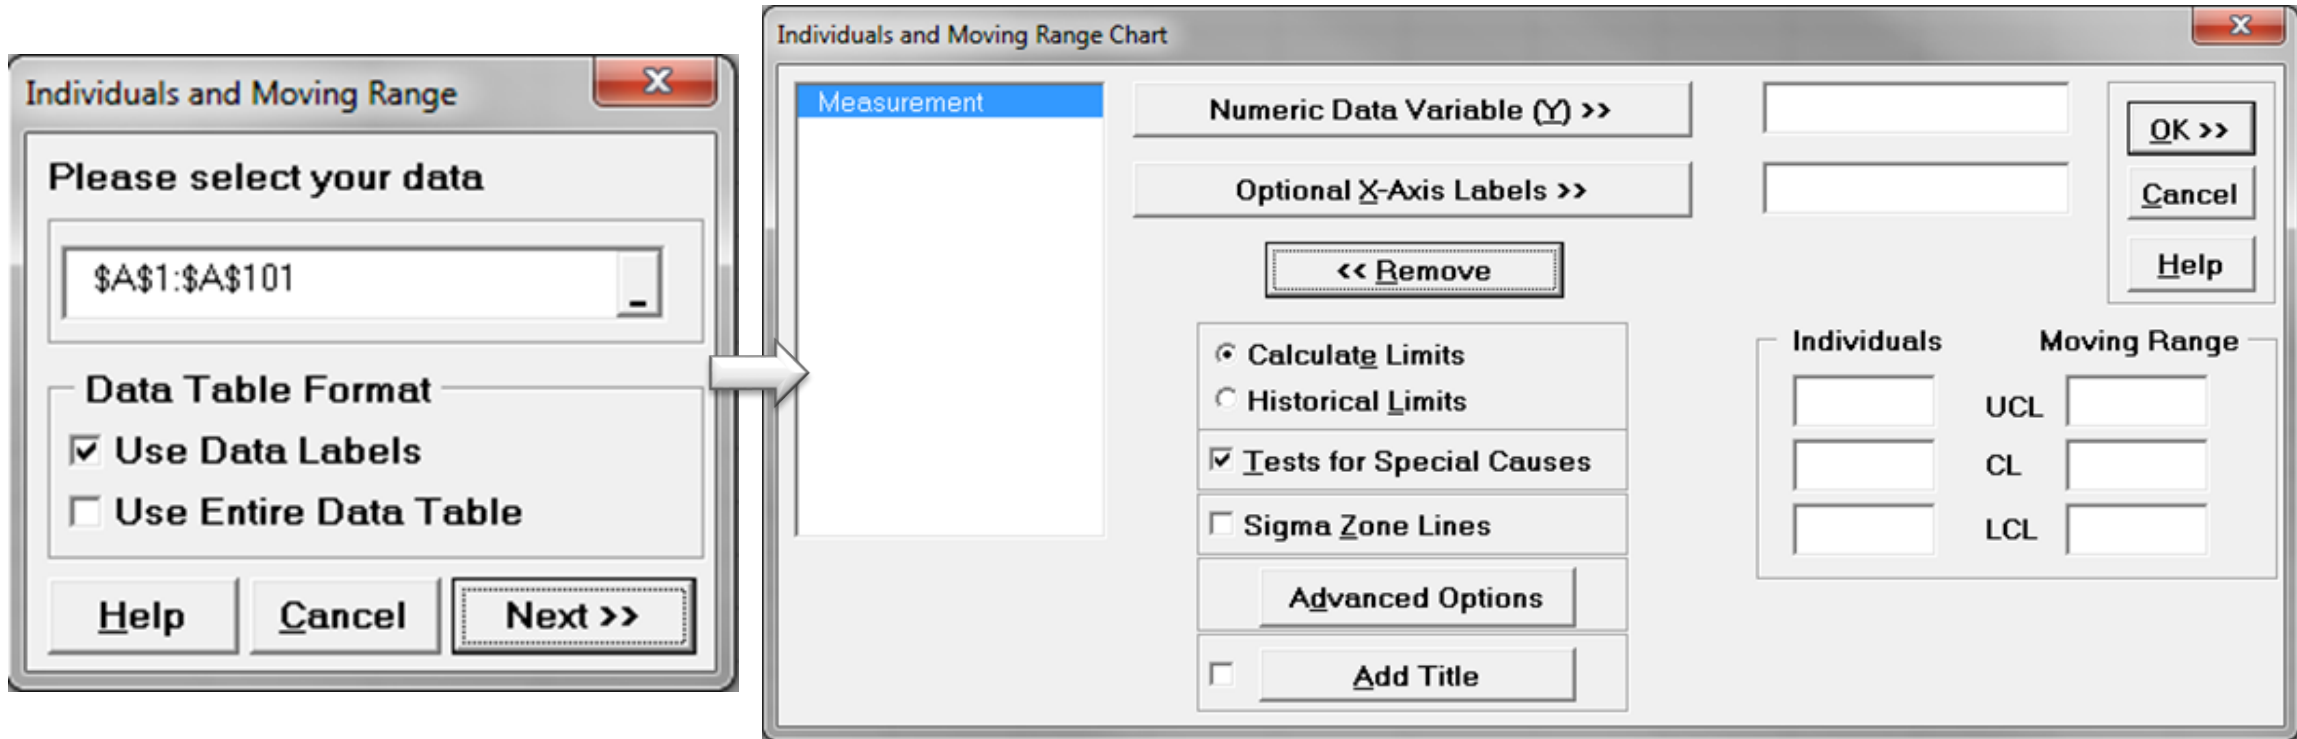 Individuals and Moving Range
Please select your data
$A$1:$A$101
Data Table Format
Use Data Labels
Use Entire Data Table
Help
Cancel
Next >>
Individuals and Moving Range Chart
Measurement
Numeric Data Variable (Y) >>
Optional X-Axis Labels >>
<< Remove
Calculate Limits
Historical Limits
Tests for Special Causes
Sigma Zone Lines
Advanced Options
Add Title
OK >>
Cancel
Help
Individuals Moving Range
UCL
CL
LCL